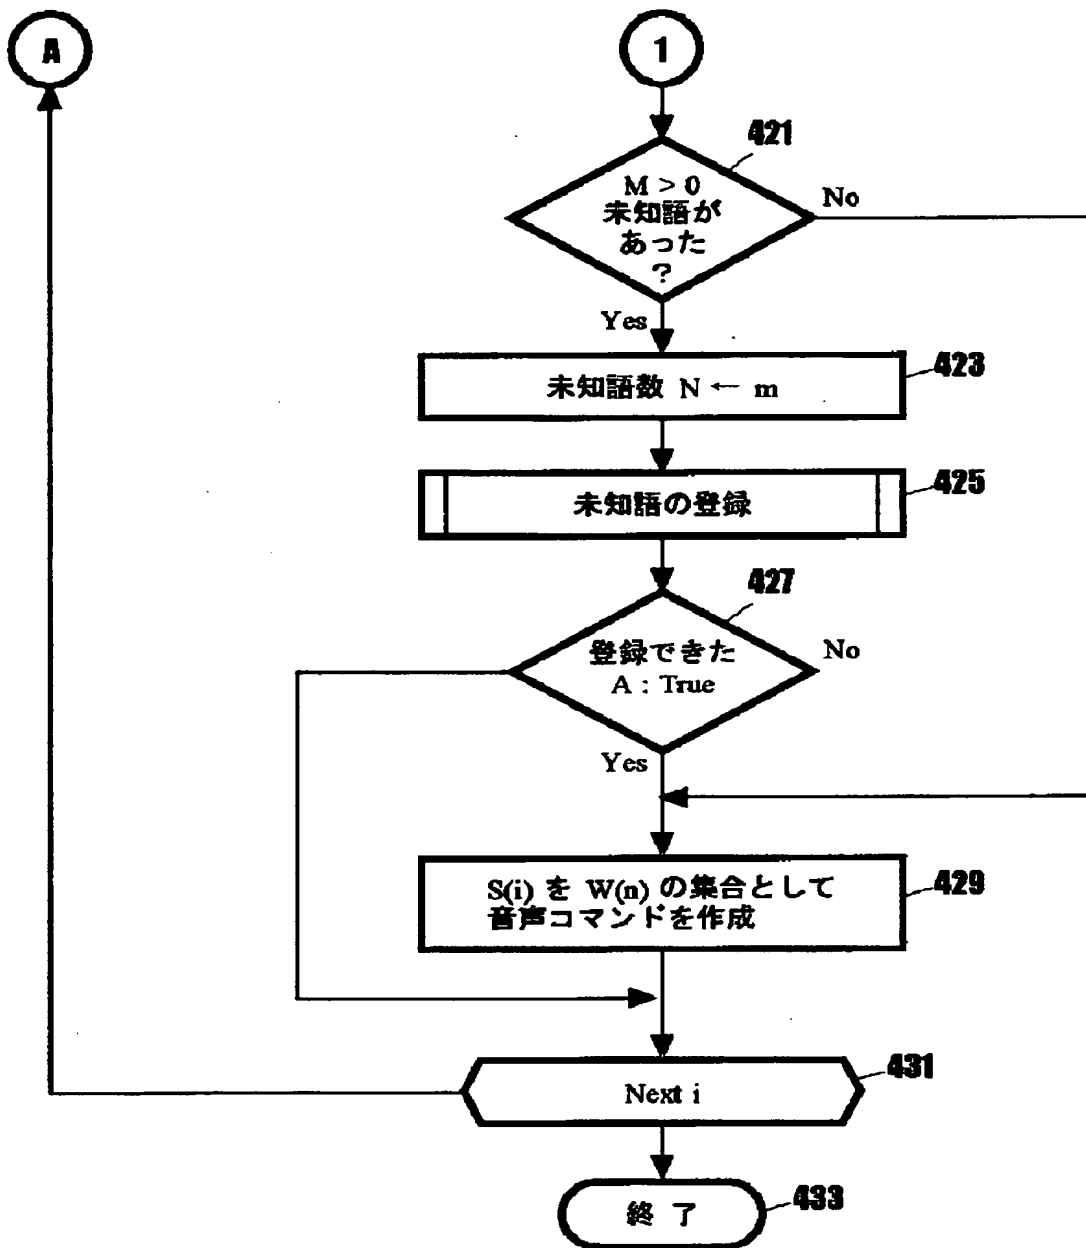 A
1
421
M > 0
未知語が
あった
?
No
Yes
未知語数 N ← m
423
未知語の登録
425
427
登録できた
A : True
No
Yes
S(i) を W(n) の集合として
音声コマンドを作成
429
Next i
431
終 了
433